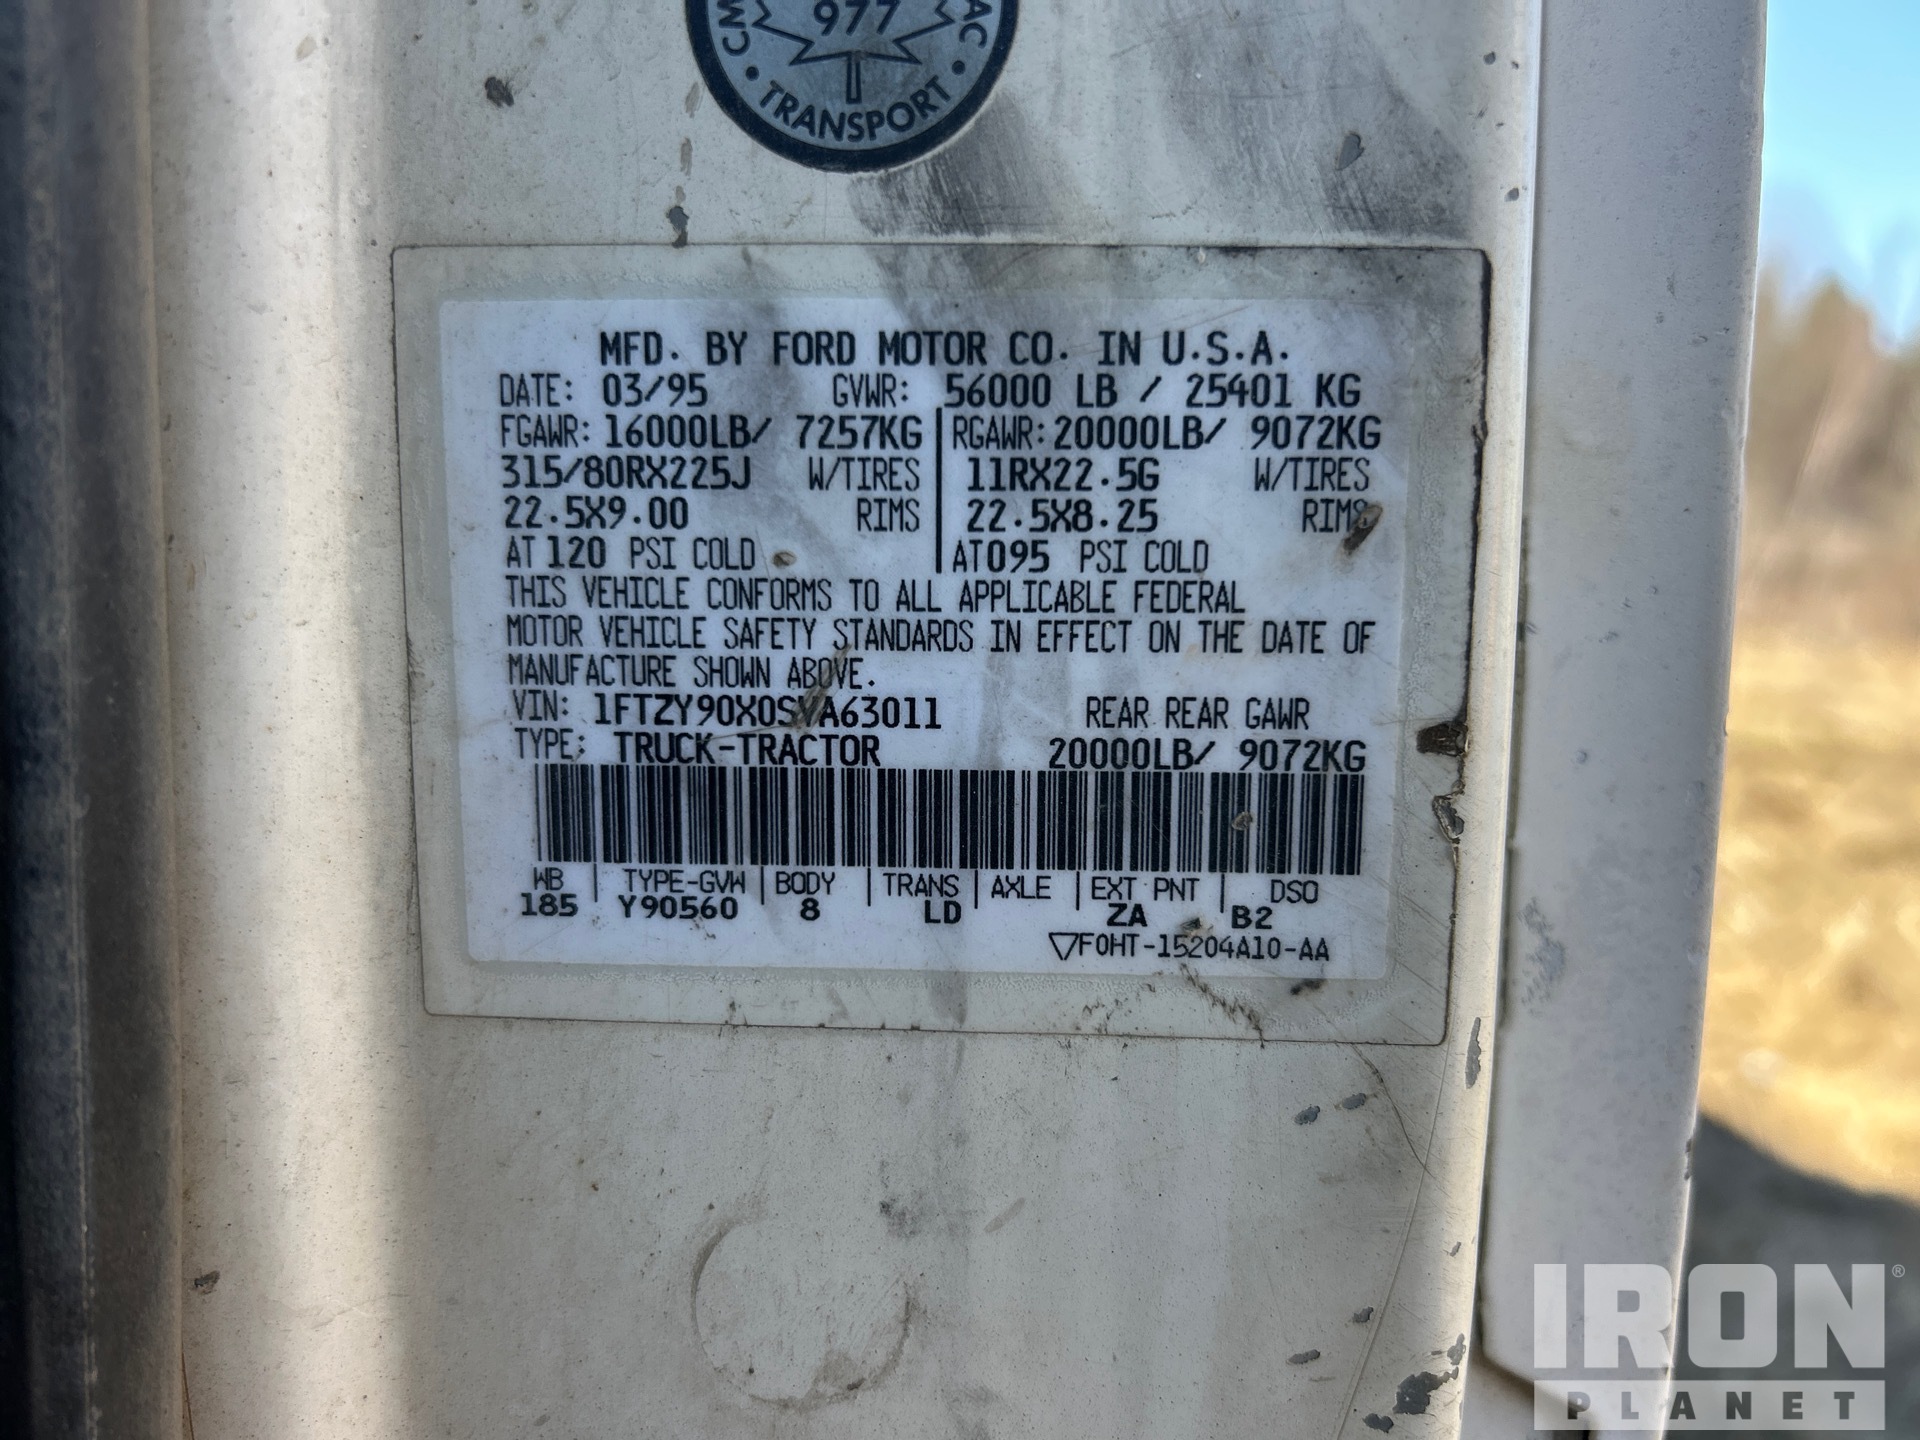 977
TRANSPORT
MFD. BY FORD MOTOR CO. IN U.S.A.
DATE: 03/95 GVWR: 56000 LB / 25401 KG
FGAWR: 16000LB/ 7257KG RGAWR: 20000LB/ 9072KG
315/80RX225J W/TIRES 11RX22.5G W/TIRES
22.5X9.00 RIMS 22.5X8.25 RIMS
AT 120 PSI COLD AT 095 PSI COLD
THIS VEHICLE CONFORMS TO ALL APPLICABLE FEDERAL
MOTOR VEHICLE SAFETY STANDARDS IN EFFECT ON THE DATE OF
MANUFACTURE SHOWN ABOVE.
VIN: 1FTZY90X0SVA63011 REAR REAR GAWR
TYPE: TRUCK-TRACTOR 20000LB/ 9072KG
WB TYPE-GVW BODY TRANS AXLE EXT PNT DSO
185 Y90560 8 LD ZA B2
▽F0HT-15204A10-AA
IRON®
PLANET